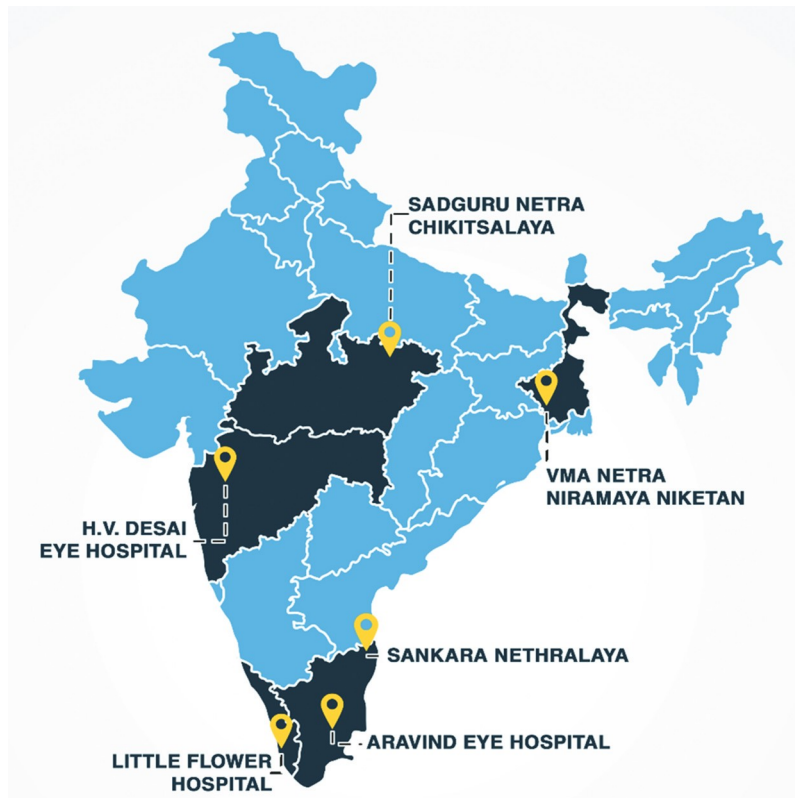 SADGURU NETRA
CHIKITSALAYA
VMA NETRA
NIRAMAYA NIKETAN
H.V. DESAI
EYE HOSPITAL
SANKARA NETHRALAYA
ARAVIND EYE HOSPITAL
LITTLE FLOWER
HOSPITAL